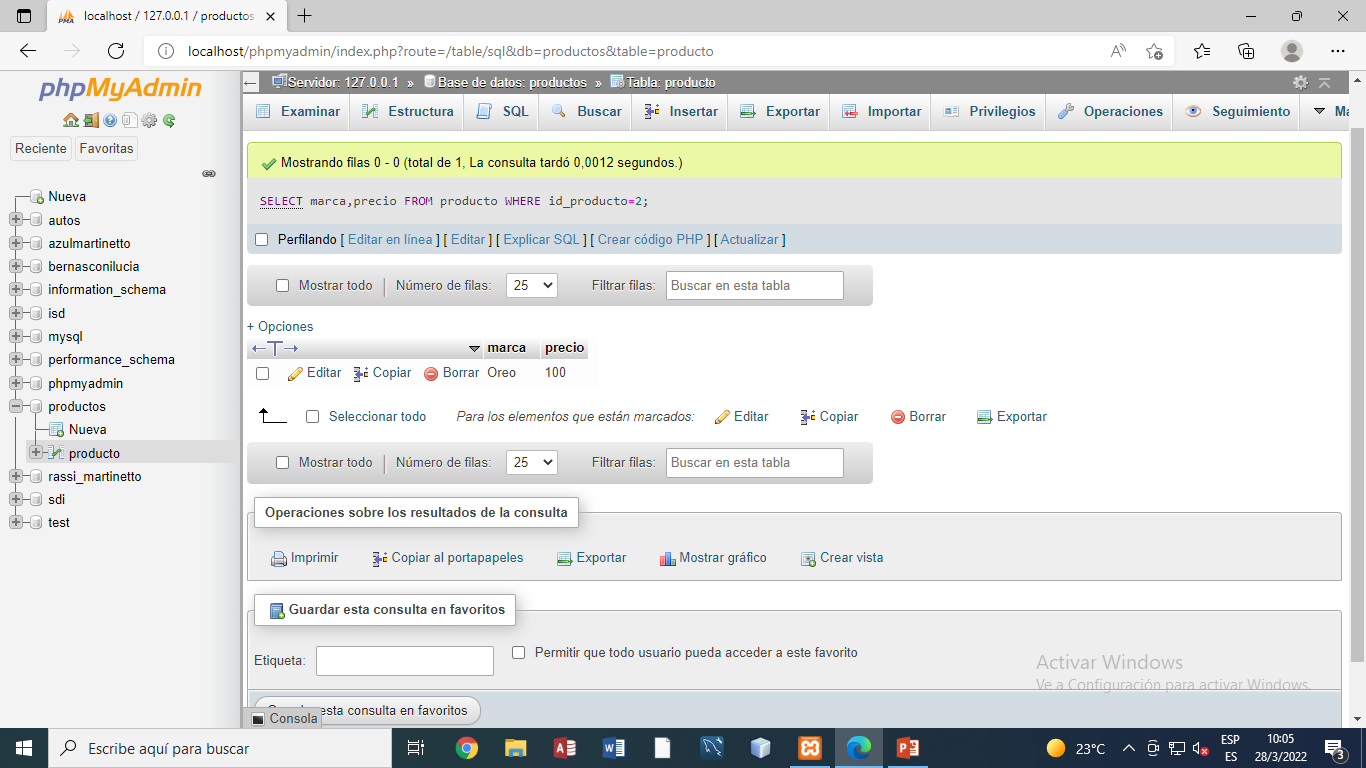 localhost / 127.0.0.1 / productos
localhost/phpmyadmin/index.php?route=/table/sql&db=productos&table=producto
phpMyAdmin
Reciente Favoritas
Nueva
autos
azulmartinetto
bernasconilucia
information_schema
isd
mysql
performance_schema
phpmyadmin
productos
Nueva
producto
rassi_martinetto
sdi
test
Servidor: 127.0.0.1 » Base de datos: productos » Tabla: producto
Examinar Estructura SQL Buscar Insertar Exportar Importar Privilegios Operaciones Seguimiento Má
Mostrando filas 0 - 0 (total de 1, La consulta tardó 0,0012 segundos.)
SELECT marca,precio FROM producto WHERE id_producto=2;
Perfilando [ Editar en línea ] [ Editar ] [ Explicar SQL ] [ Crear código PHP ] [ Actualizar ]
Mostrar todo Número de filas: 25 Filtrar filas: Buscar en esta tabla
+ Opciones
←T→ marca precio
Editar Copiar Borrar Oreo 100
Seleccionar todo Para los elementos que están marcados: Editar Copiar Borrar Exportar
Mostrar todo Número de filas: 25 Filtrar filas: Buscar en esta tabla
Operaciones sobre los resultados de la consulta
Imprimir Copiar al portapapeles Exportar Mostrar gráfico Crear vista
Guardar esta consulta en favoritos
Etiqueta: Permitir que todo usuario pueda acceder a este favorito
Activar Windows
Ve a Configuración para activar Windows.
esta consulta en favoritos
Consola
Escribe aquí para buscar
23°C
ESP
ES
10:05
28/3/2022
3